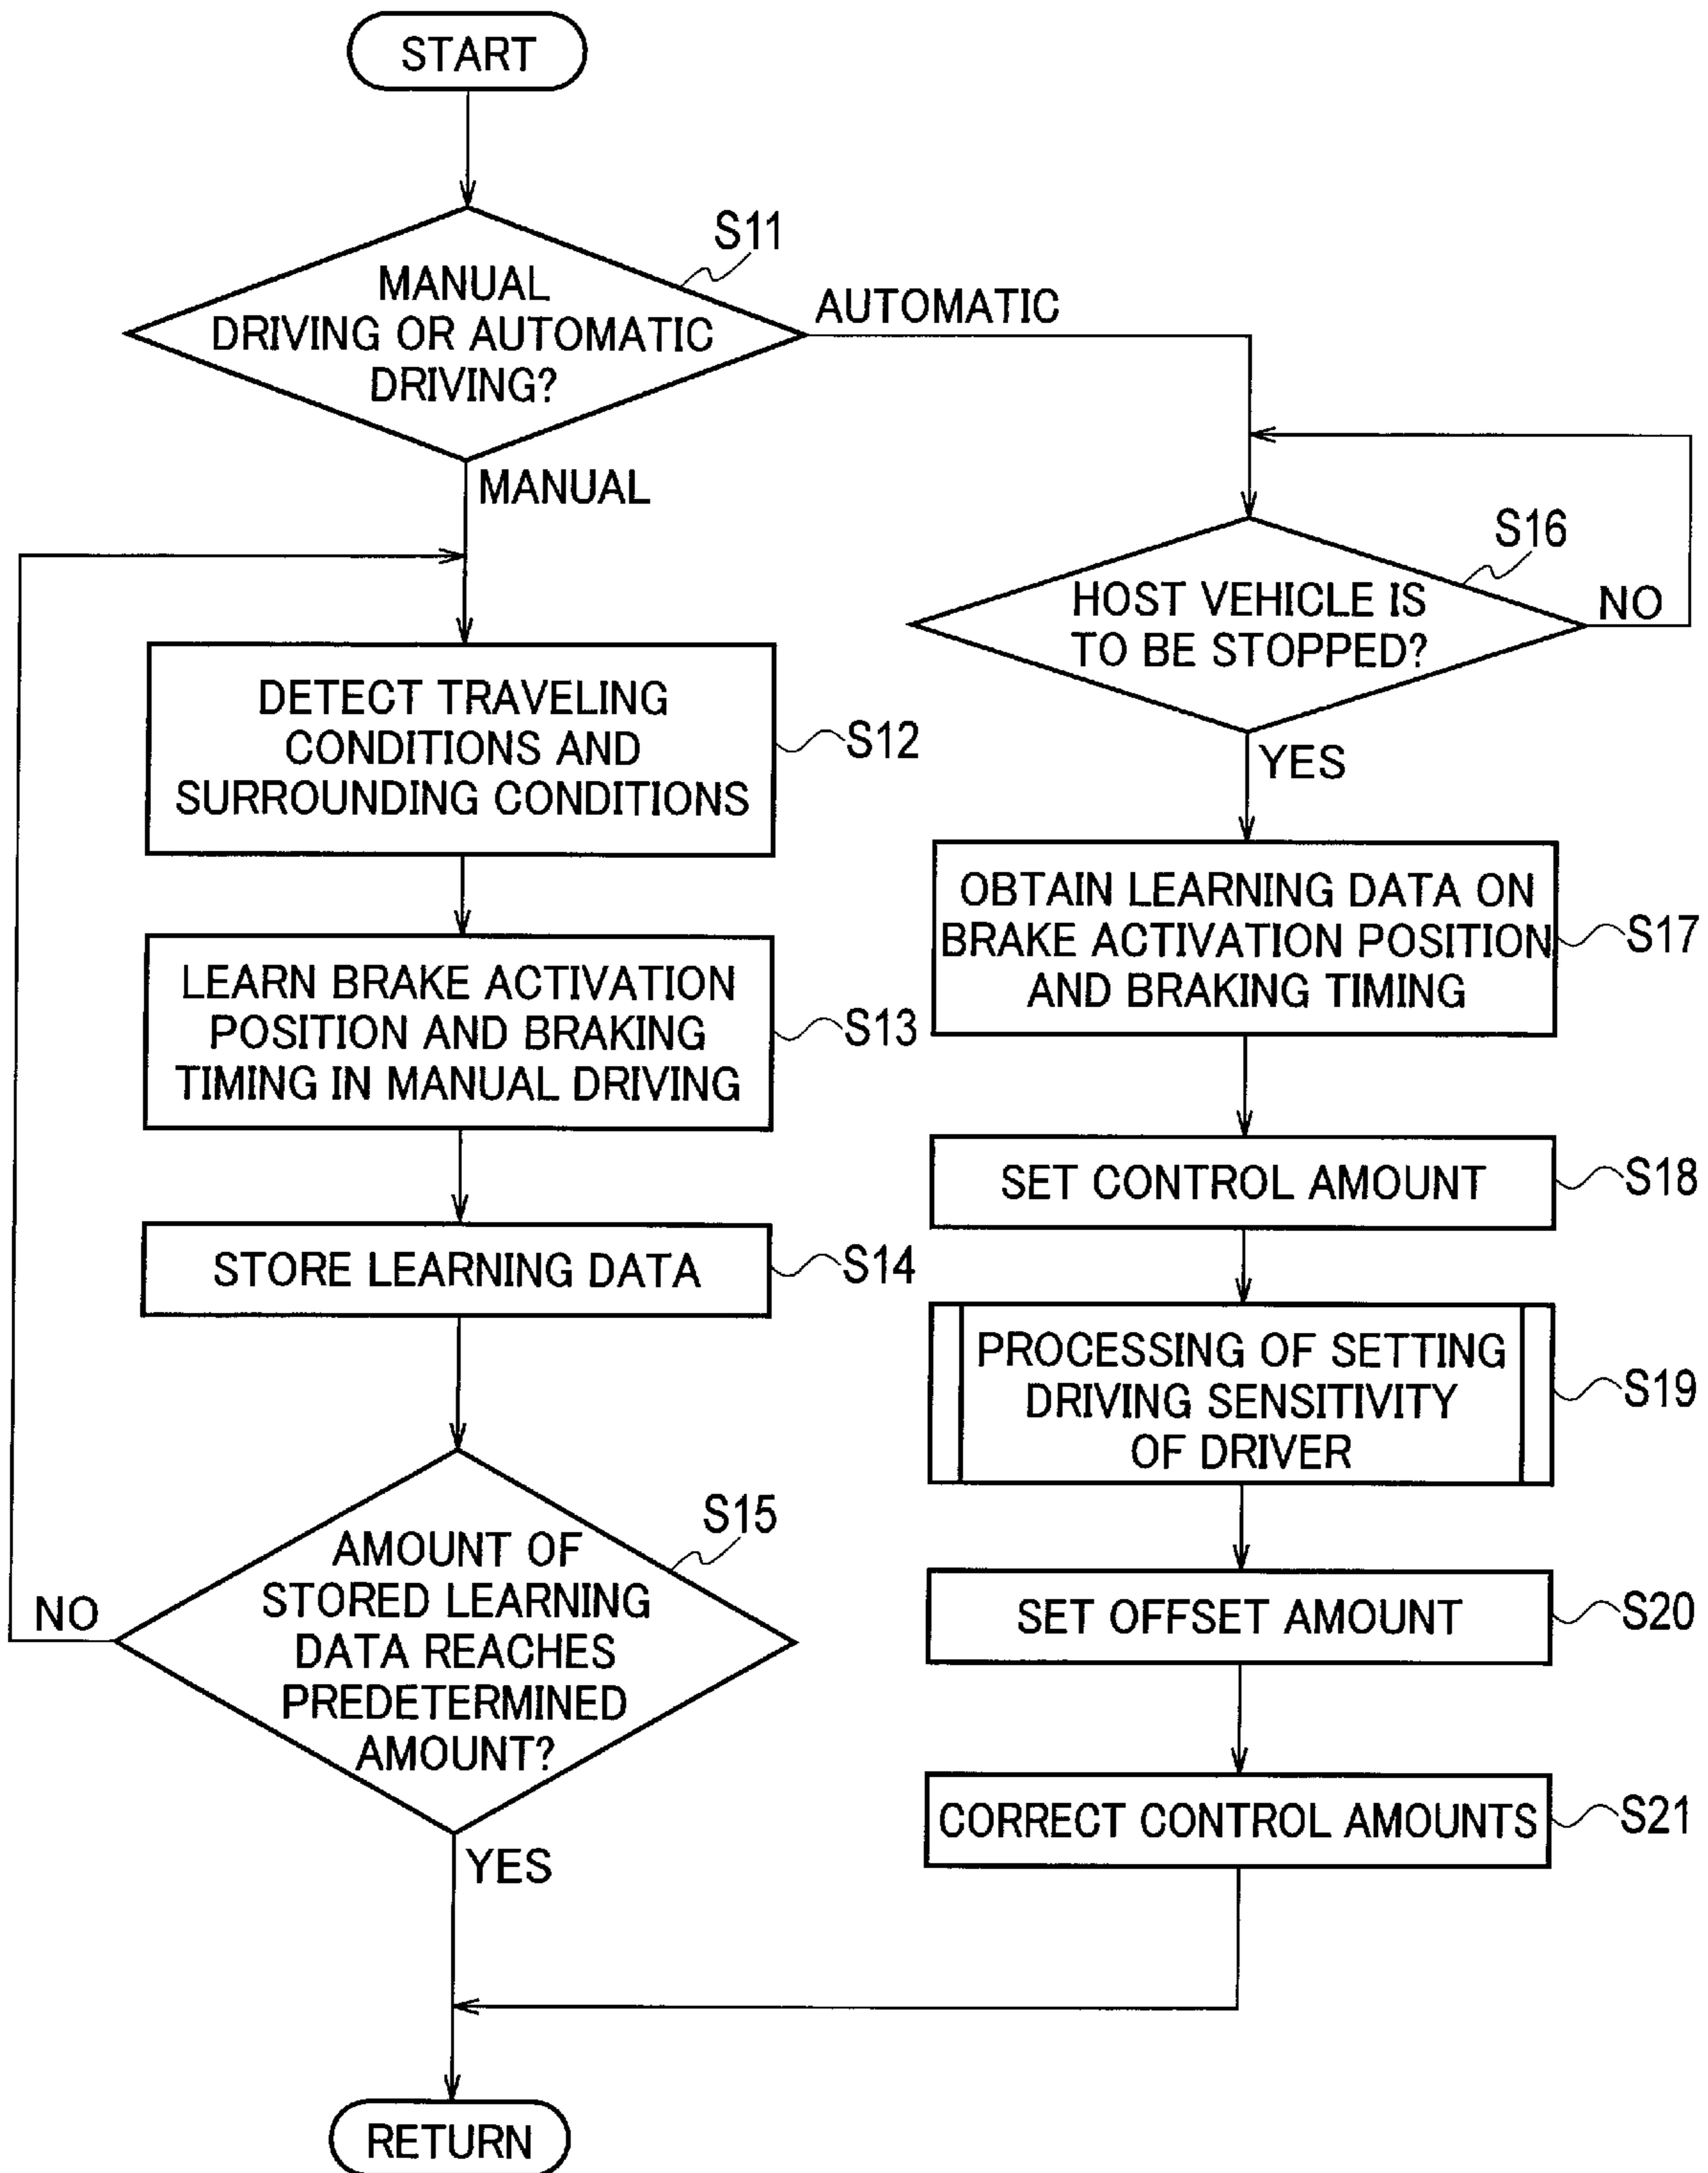 START
S11
MANUAL
DRIVING OR AUTOMATIC
DRIVING?
AUTOMATIC
MANUAL
DETECT TRAVELING
CONDITIONS AND
SURROUNDING CONDITIONS
S12
LEARN BRAKE ACTIVATION
POSITION AND BRAKING
TIMING IN MANUAL DRIVING
S13
STORE LEARNING DATA
S14
S15
AMOUNT OF
STORED LEARNING
DATA REACHES
PREDETERMINED
AMOUNT?
NO
YES
S16
HOST VEHICLE IS
TO BE STOPPED?
NO
YES
OBTAIN LEARNING DATA ON
BRAKE ACTIVATION POSITION
AND BRAKING TIMING
S17
SET CONTROL AMOUNT
S18
PROCESSING OF SETTING
DRIVING SENSITIVITY
OF DRIVER
S19
SET OFFSET AMOUNT
S20
CORRECT CONTROL AMOUNTS
S21
RETURN